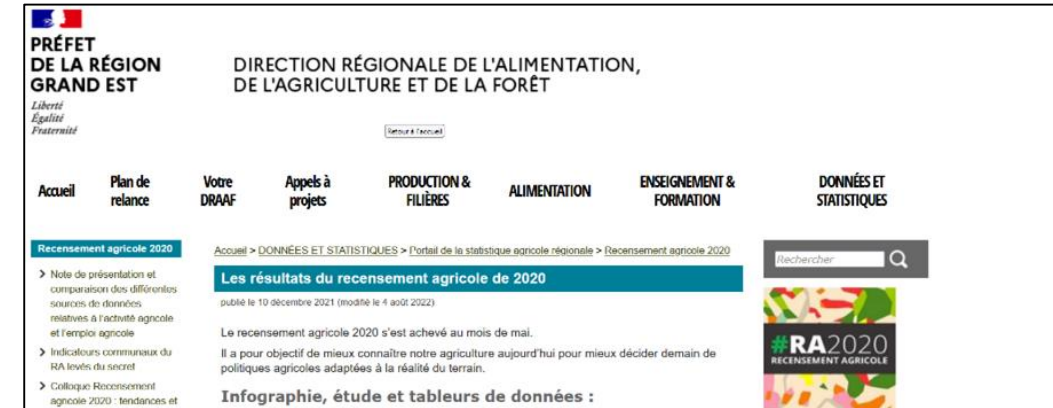 PRÉFET
DE LA RÉGION
GRAND EST
Liberté
Égalité
Fraternité
DIRECTION RÉGIONALE DE L'ALIMENTATION,
DE L'AGRICULTURE ET DE LA FORÊT
Retour à l'accueil
Accueil
Plan de
relance
Votre
DRAAF
Appels à
projets
PRODUCTION &
FILIÈRES
ALIMENTATION
ENSEIGNEMENT &
FORMATION
DONNÉES ET
STATISTIQUES
Recensement agricole 2020
> Note de présentation et
comparaison des différentes
sources de données
relatives à l'activité agricole
et l'emploi agricole
> Indicateurs communaux du
RA levés du secret
> Colloque Recensement
agricole 2020 : tendances et
Accueil > DONNÉES ET STATISTIQUES > Portail de la statistique agricole régionale > Recensement agricole 2020
Les résultats du recensement agricole de 2020
publié le 10 décembre 2021 (modifié le 4 août 2022)
Le recensement agricole 2020 s'est achevé au mois de mai.
Il a pour objectif de mieux connaître notre agriculture aujourd'hui pour mieux décider demain de
politiques agricoles adaptées à la réalité du terrain.
Infographie, étude et tableurs de données :
Rechercher
#RA2020
RECENSEMENT AGRICOLE